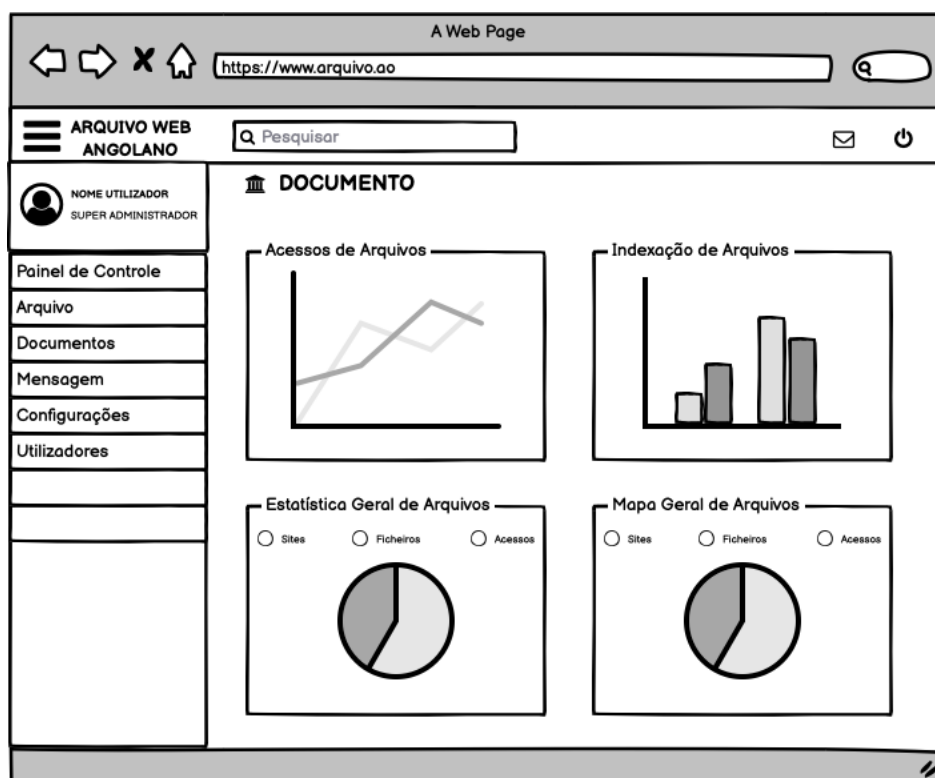 A Web Page
https://www.arquivo.ao
ARQUIVO WEB
ANGOLANO
Pesquisar
NOME UTILIZADOR
SUPER ADMINISTRADOR
Painel de Controle
Arquivo
Documentos
Mensagem
Configurações
Utilizadores
DOCUMENTO
Acessos de Arquivos
Indexação de Arquivos
Estatística Geral de Arquivos
Sites Ficheiros Acessos
Mapa Geral de Arquivos
Sites Ficheiros Acessos